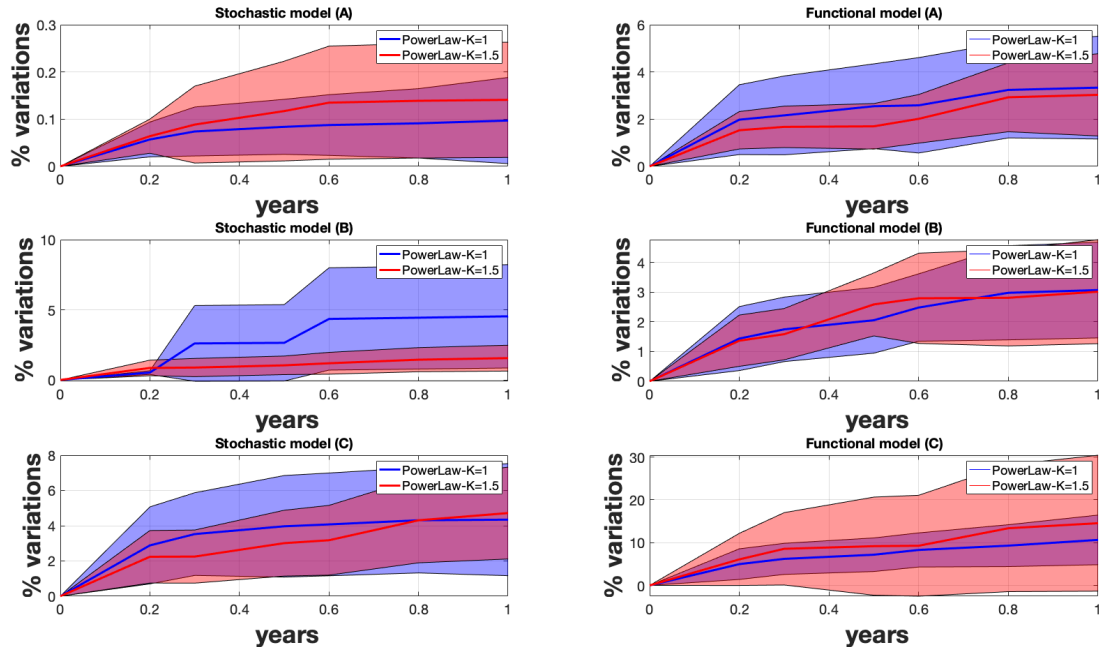 Stochastic model (A)
% variations
0.3
0.2
0.1
0
PowerLaw-K=1
PowerLaw-K=1.5
0 0.2 0.4 0.6 0.8 1
years
Functional model (A)
% variations
6
4
2
0
PowerLaw-K=1
PowerLaw-K=1.5
0 0.2 0.4 0.6 0.8 1
years
Stochastic model (B)
% variations
10
5
0
PowerLaw-K=1
PowerLaw-K=1.5
0 0.2 0.4 0.6 0.8 1
years
Functional model (B)
% variations
4
3
2
1
0
PowerLaw-K=1
PowerLaw-K=1.5
0 0.2 0.4 0.6 0.8 1
years
Stochastic model (C)
% variations
8
6
4
2
0
PowerLaw-K=1
PowerLaw-K=1.5
0 0.2 0.4 0.6 0.8 1
years
Functional model (C)
% variations
30
20
10
0
PowerLaw-K=1
PowerLaw-K=1.5
0 0.2 0.4 0.6 0.8 1
years